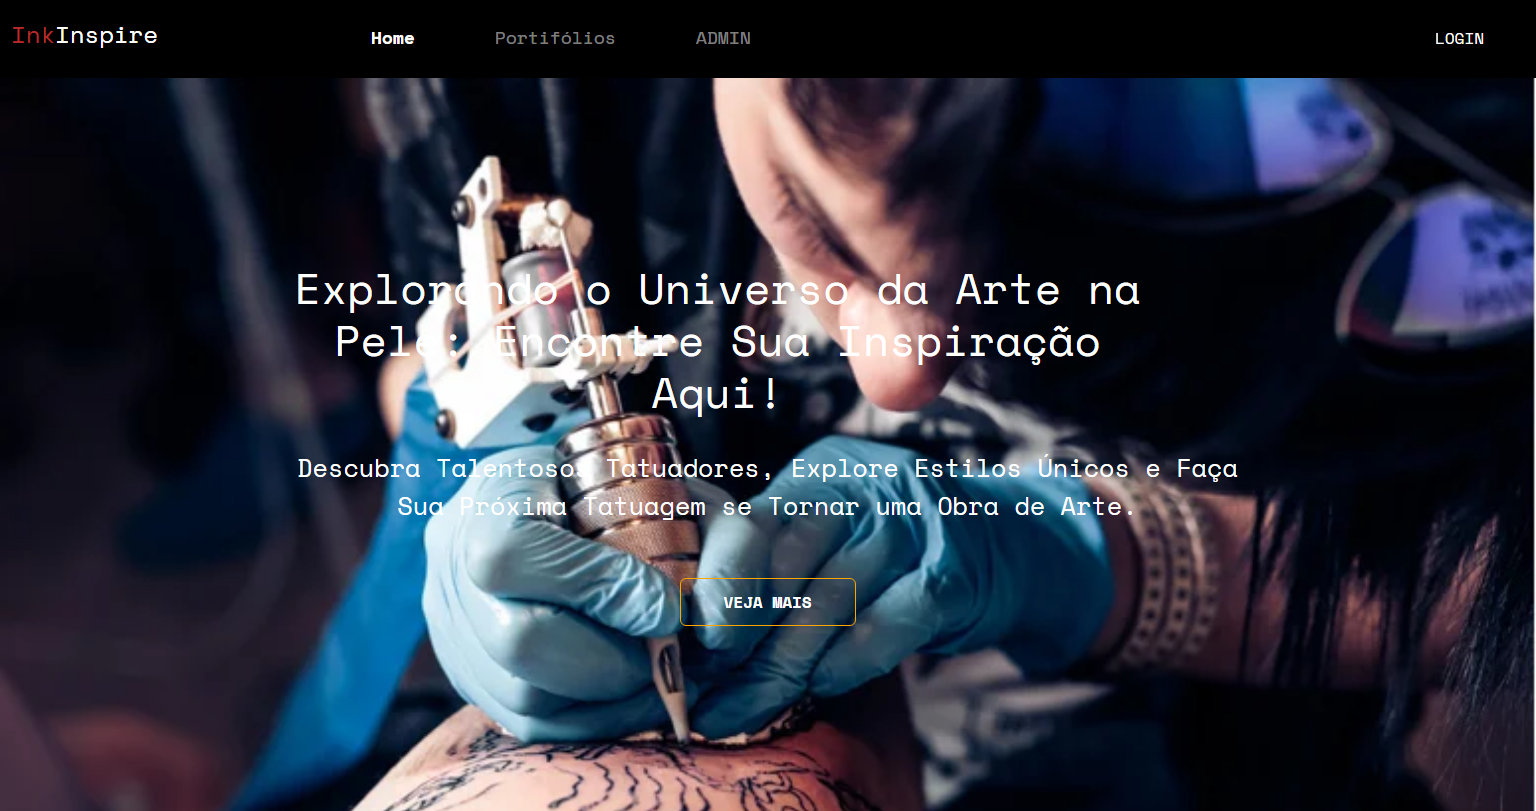 InkInspire
Home
Portifólios
ADMIN
LOGIN
Explorando o Universo da Arte na
Pele: Encontre Sua Inspiração
Aqui!
Descubra Talentosos Tatuadores, Explore Estilos Únicos e Faça
Sua Próxima Tatuagem se Tornar uma Obra de Arte.
VEJA MAIS